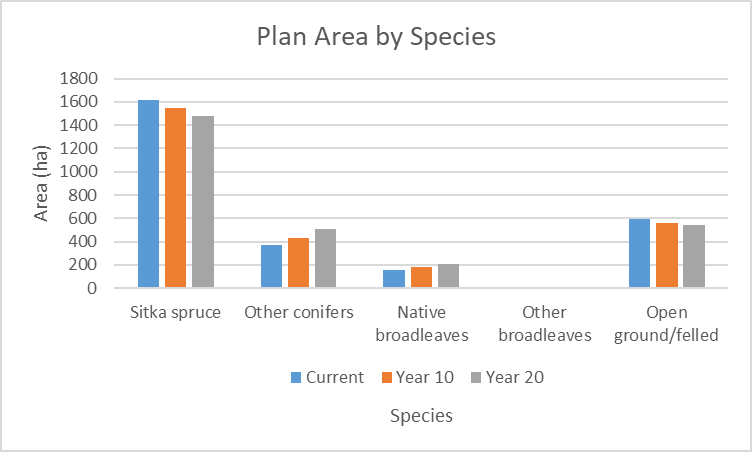 Plan Area by Species
Area (ha)
1800
1600
1400
1200
1000
800
600
400
200
0
Sitka spruce
Other conifers
Native
broadleaves
Other
broadleaves
Open
ground/felled
Current
Year 10
Year 20
Species